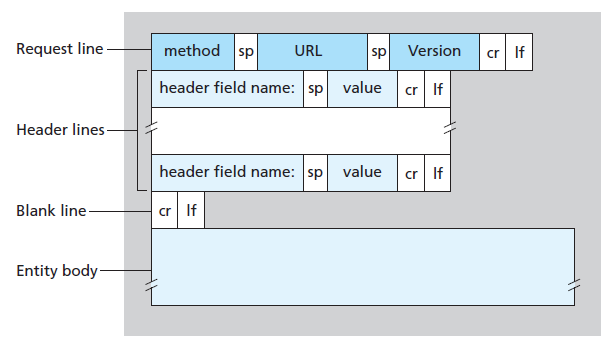 Request line method sp URL sp Version cr lf
header field name: sp value cr lf
Header lines
header field name: sp value cr lf
Blank line cr lf
Entity body